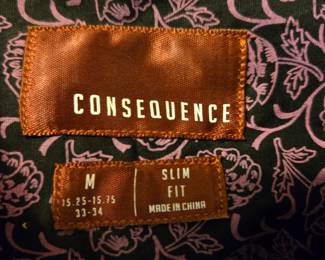 CONSEQUENCE
M
15.25-15.75
33-34
SLIM
FIT
MADE IN CHINA